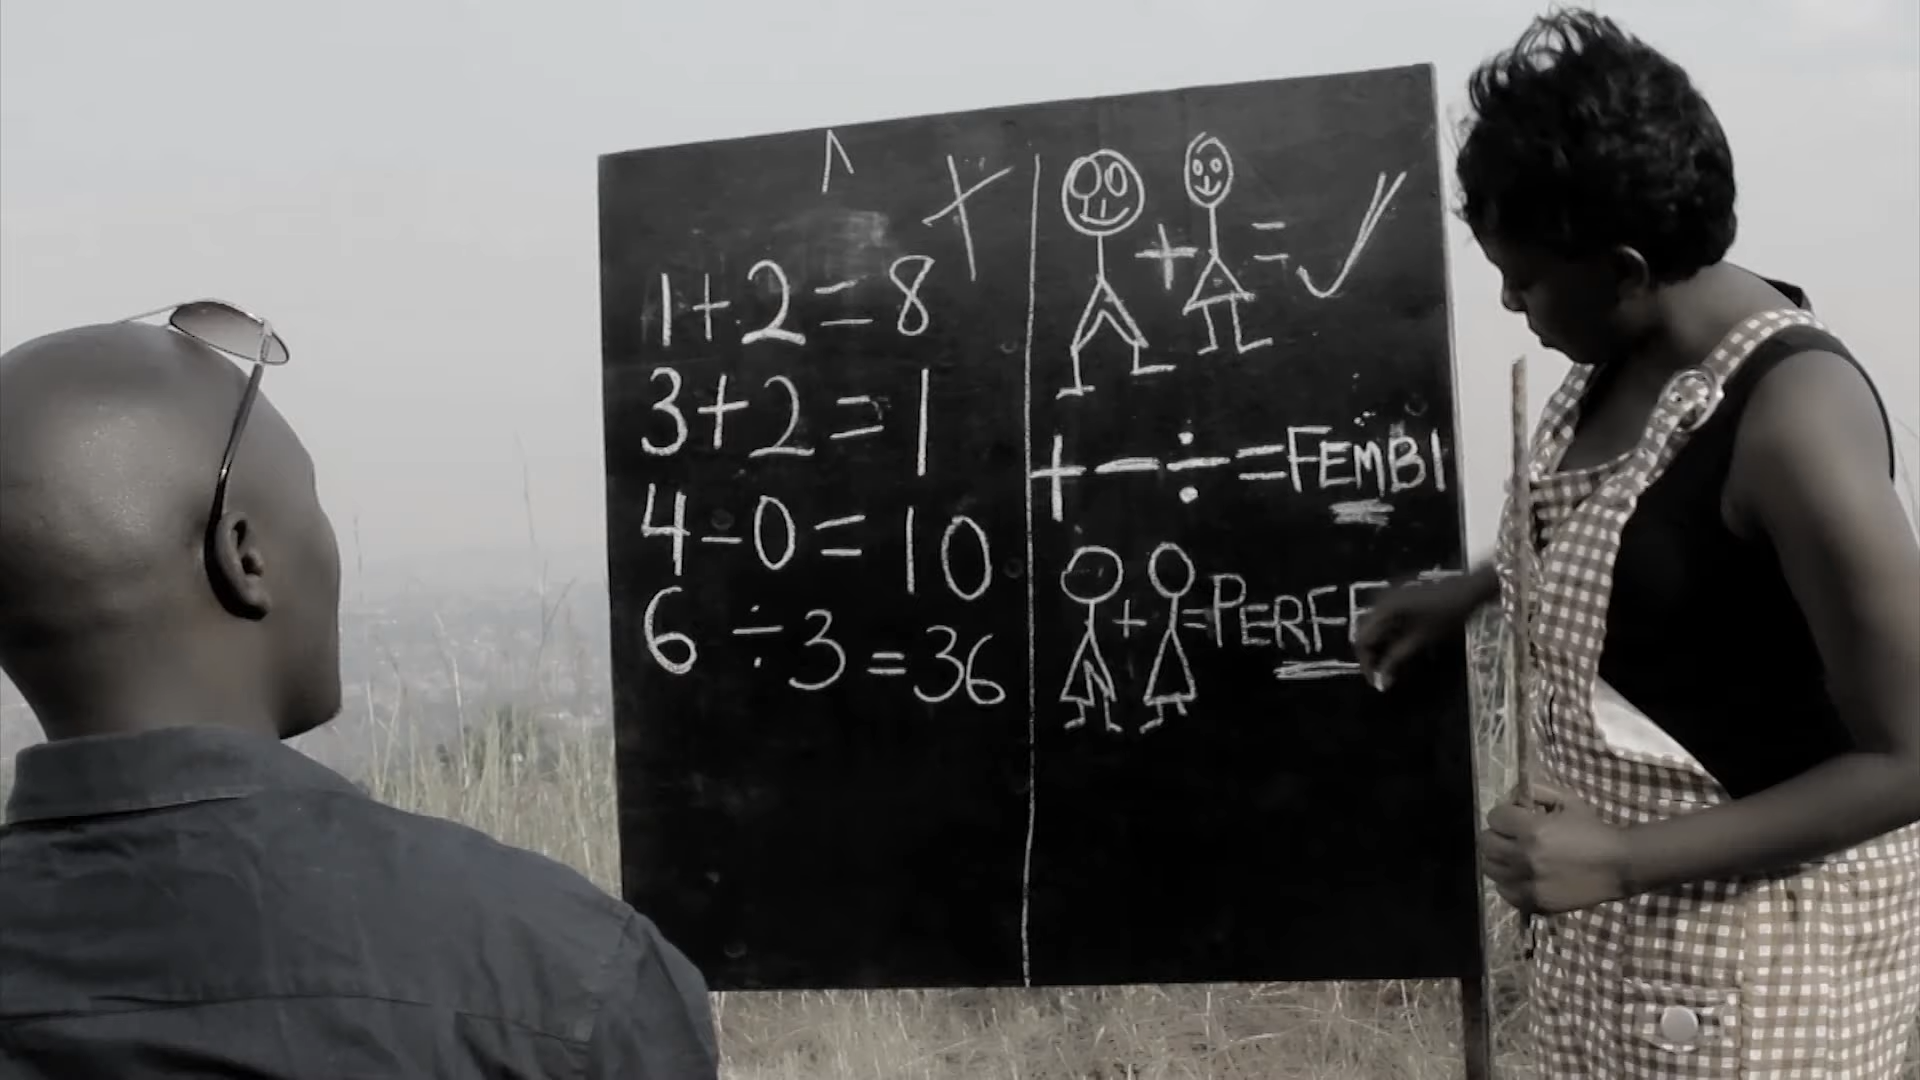 1+2=8
3+2=1
4-0=10
6÷3=36
+ = ✓
+-÷=FEMBI
+ =PERFE